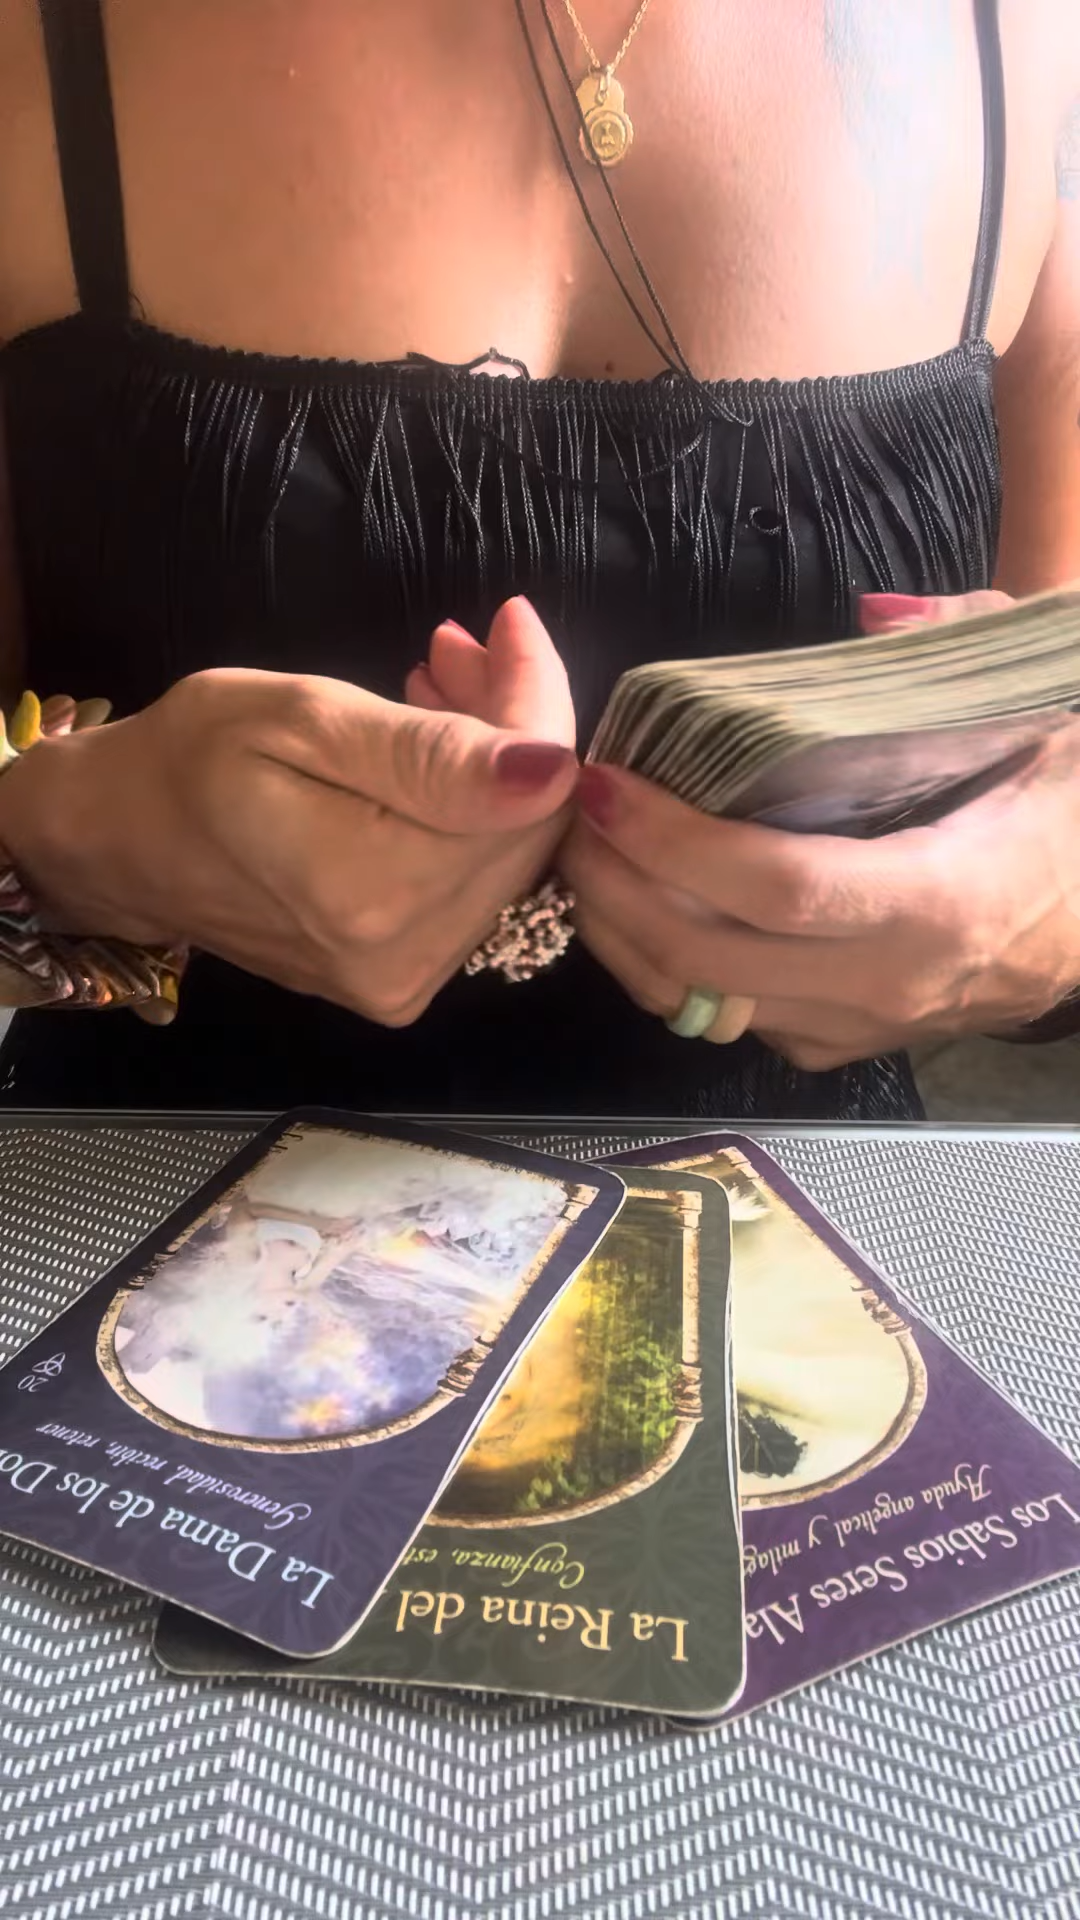 20
La Dama de los Do
Generosidad, recibir, retener
La Reina del
Confianza, est
Los Sabios Seres Ala
Ayuda angelical y milag